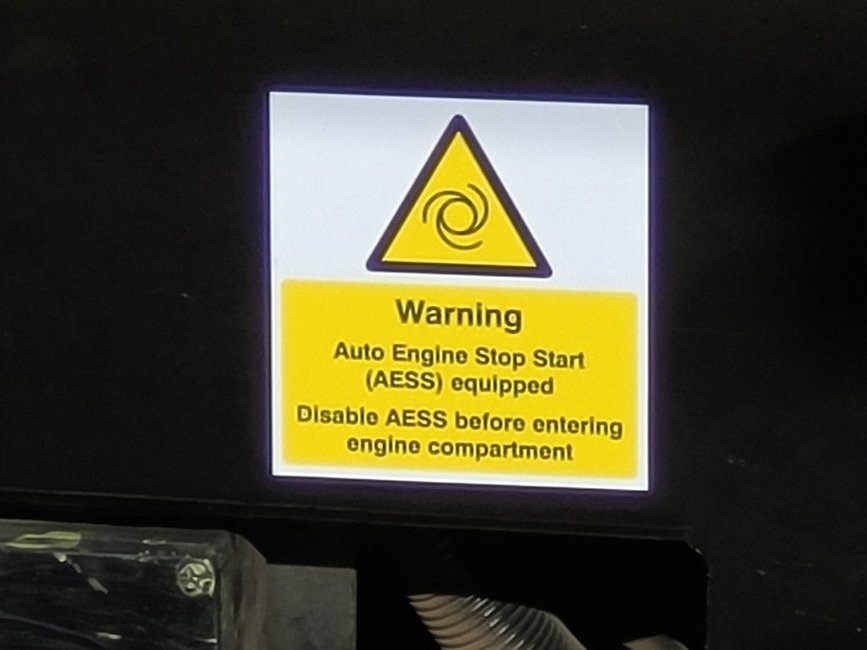 Warning
Auto Engine Stop Start
(AESS) equipped
Disable AESS before entering
engine compartment